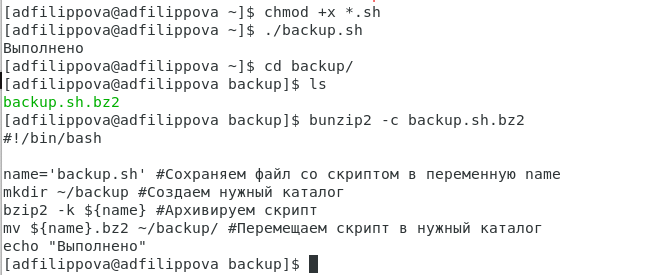 [adfilippova@adfilippova ~]$ chmod +x *.sh
[adfilippova@adfilippova ~]$ ./backup.sh
Выполнено
[adfilippova@adfilippova ~]$ cd backup/
[adfilippova@adfilippova backup]$ ls
backup.sh.bz2
[adfilippova@adfilippova backup]$ bunzip2 -c backup.sh.bz2
#!/bin/bash

name='backup.sh' #Сохраняем файл со скриптом в переменную name
mkdir ~/backup #Создаем нужный каталог
bzip2 -k ${name} #Архивируем скрипт
mv ${name}.bz2 ~/backup/ #Перемещаем скрипт в нужный каталог
echo "Выполнено"
[adfilippova@adfilippova backup]$